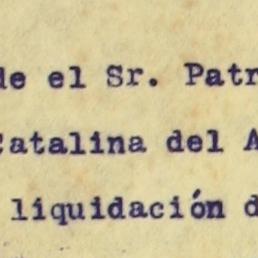 de el Sr. Patr
Catalina del A
liquidación d